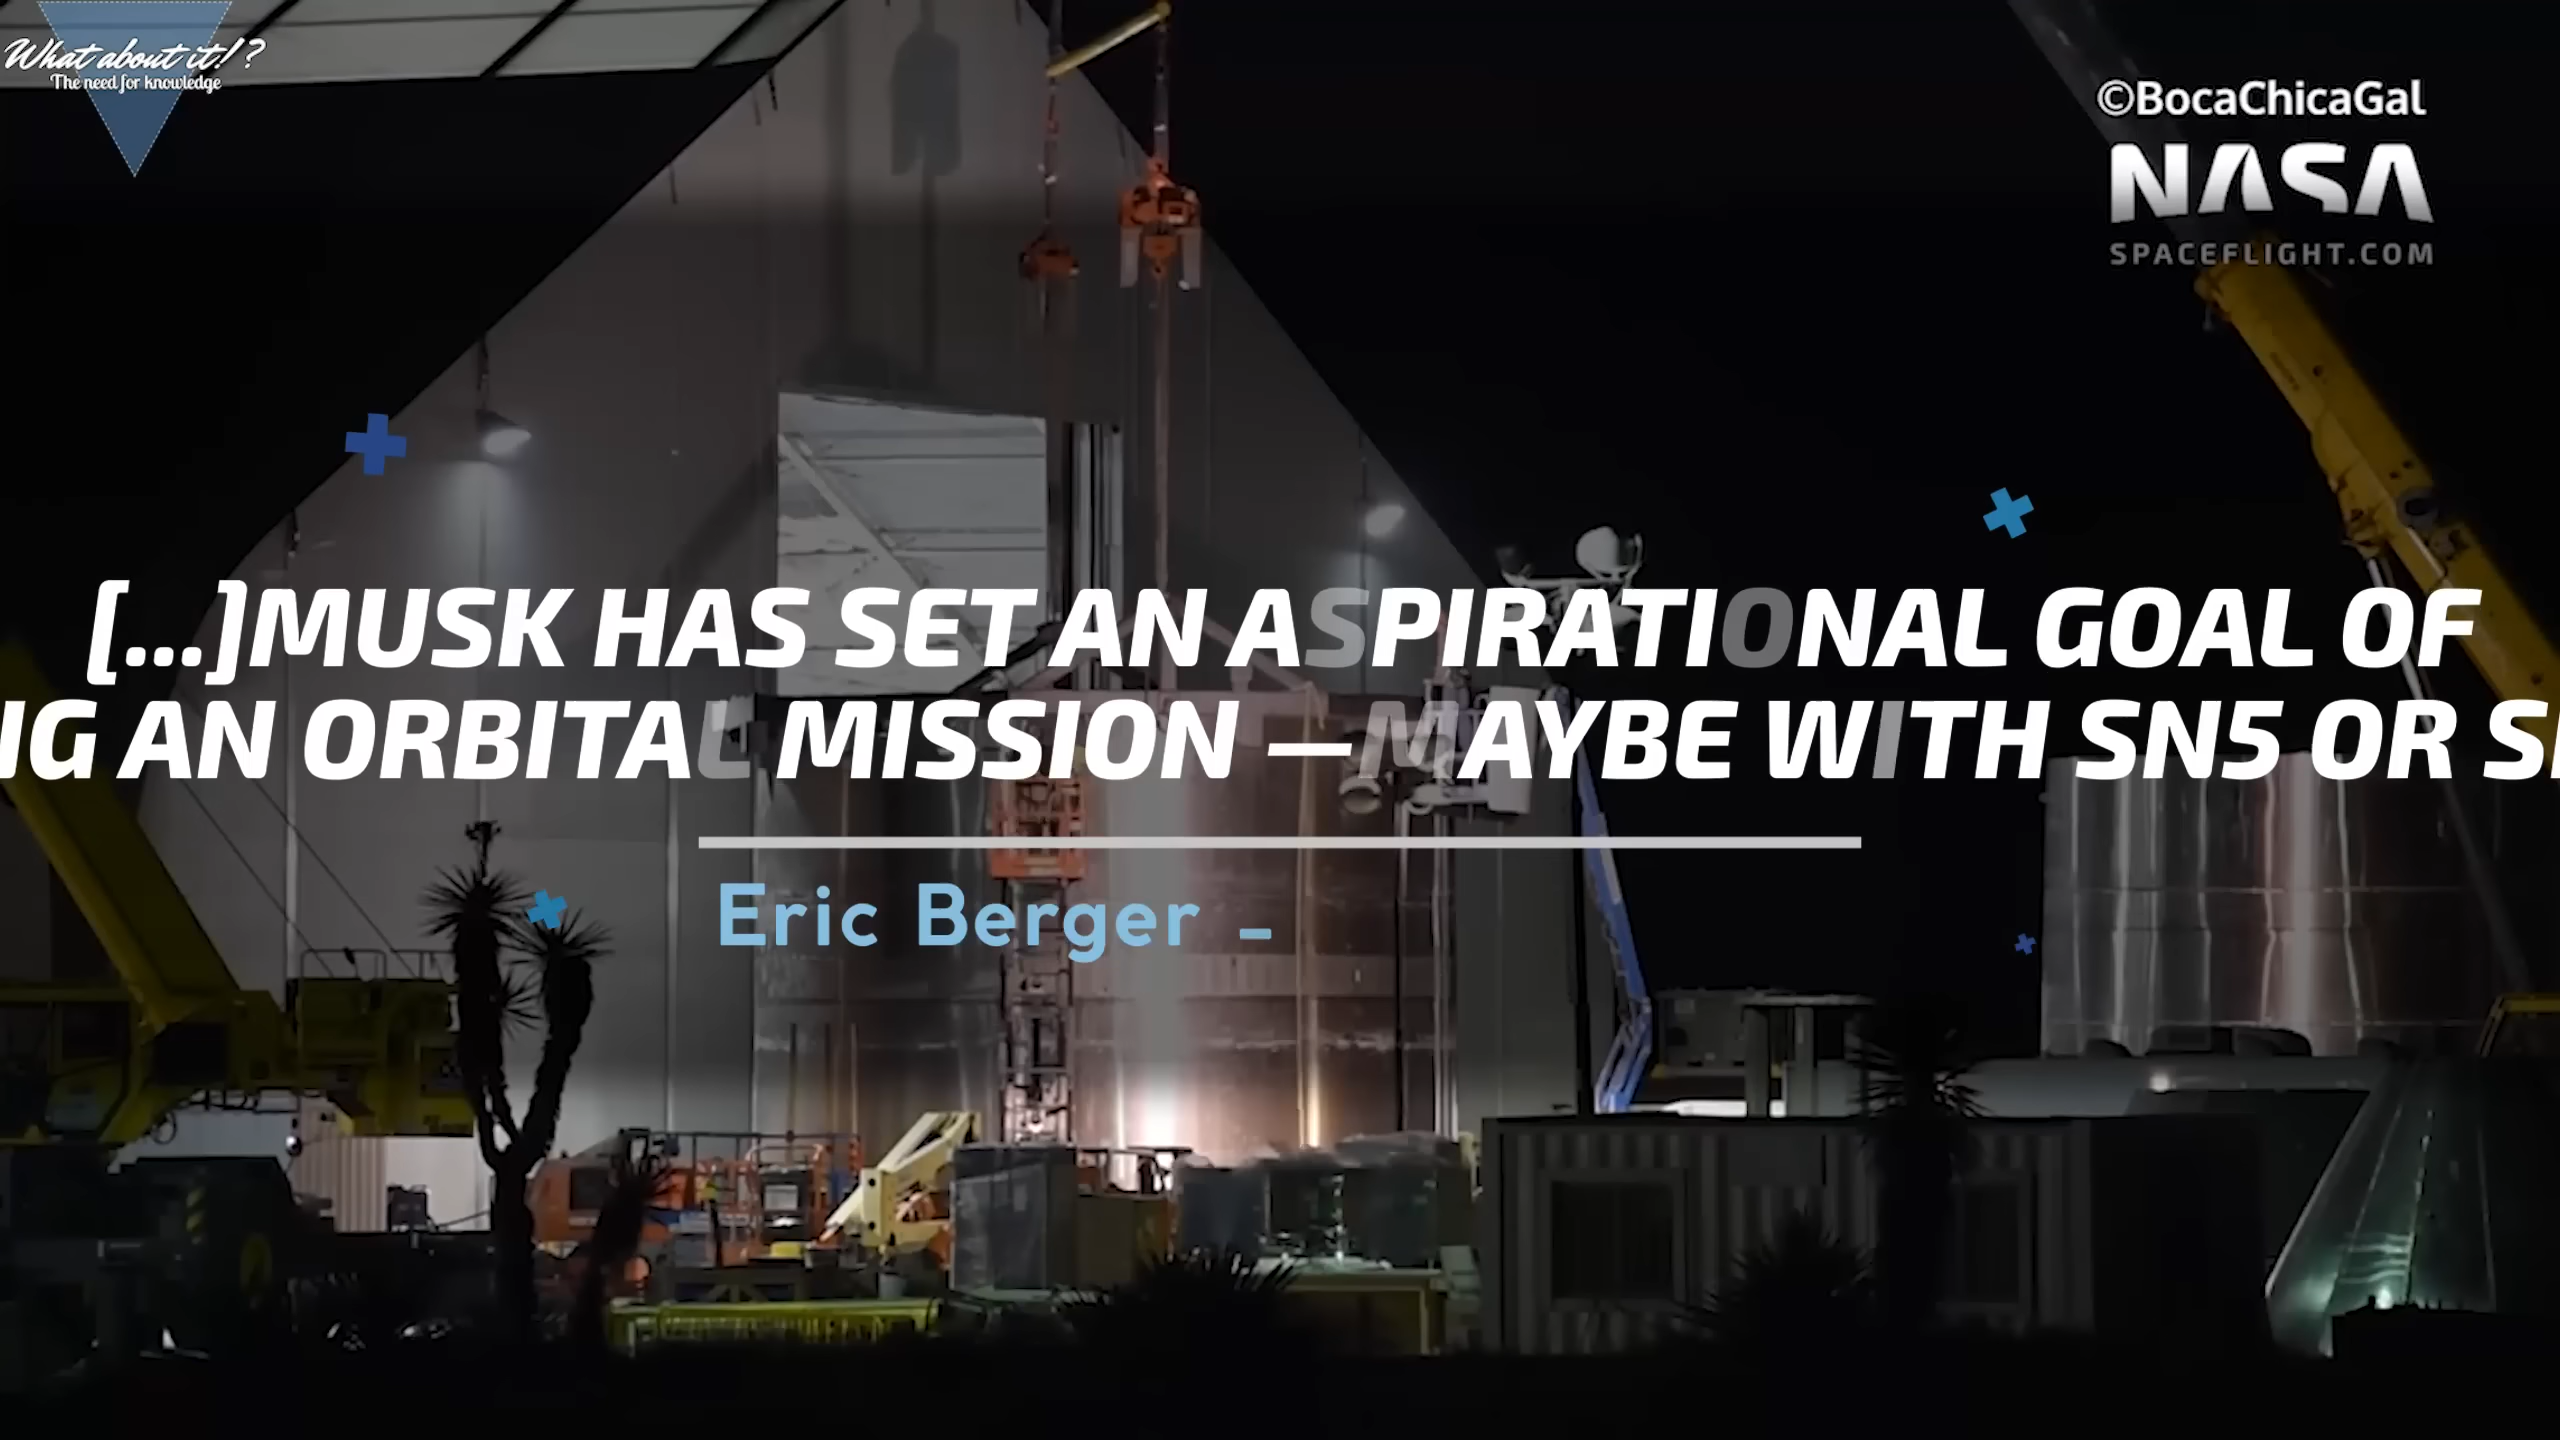 What about it!?
The need for knowledge
©BocaChicaGal
NASA
SPACEFLIGHT.COM
[...]MUSK HAS SET AN ASPIRATIONAL GOAL OF
NG AN ORBITAL MISSION —MAYBE WITH SN5 OR S
Eric Berger -